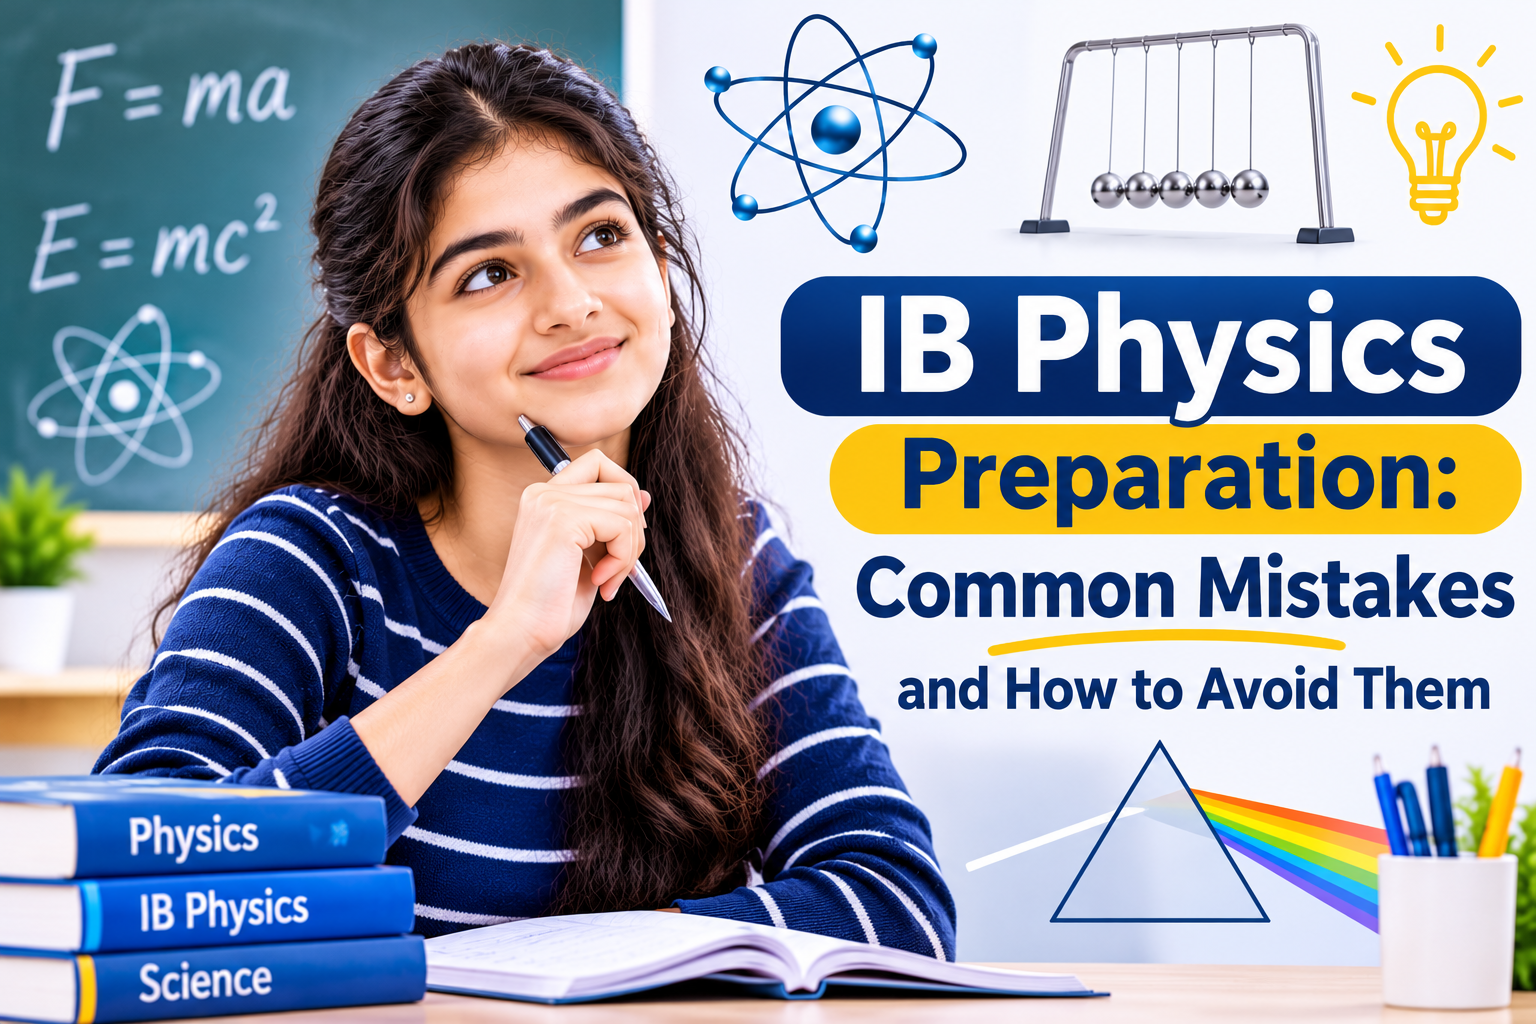 F = ma
E = mc²
IB Physics
Preparation:
Common Mistakes
and How to Avoid Them
Physics
IB Physics
Science